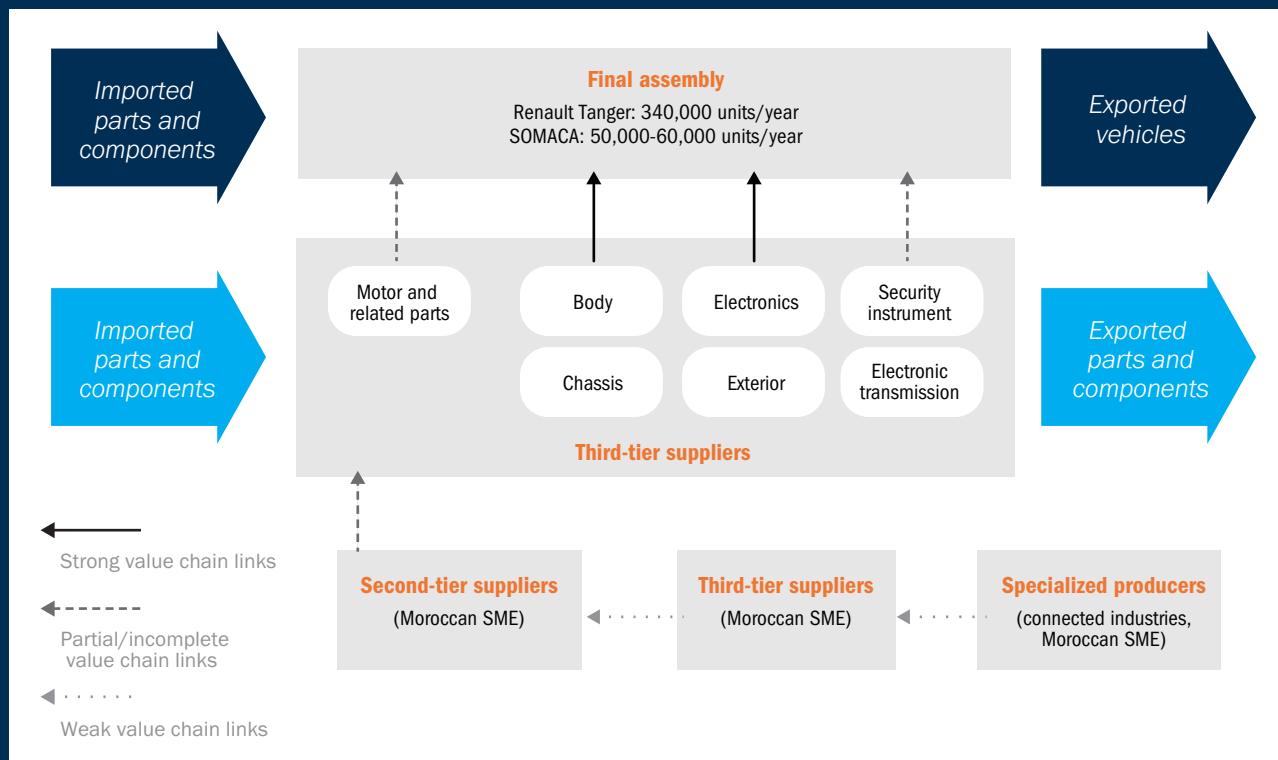 Imported
parts and
components
Final assembly
Renault Tanger: 340,000 units/year
SOMACA: 50,000-60,000 units/year
Exported
vehicles
Imported
parts and
components
Motor and
related parts
Body
Electronics
Security
instrument
Chassis
Exterior
Electronic
transmission
Third-tier suppliers
Exported
parts and
components
Strong value chain links
Partial/incomplete
value chain links
Weak value chain links
Second-tier suppliers
(Moroccan SME)
Third-tier suppliers
(Moroccan SME)
Specialized producers
(connected industries,
Moroccan SME)